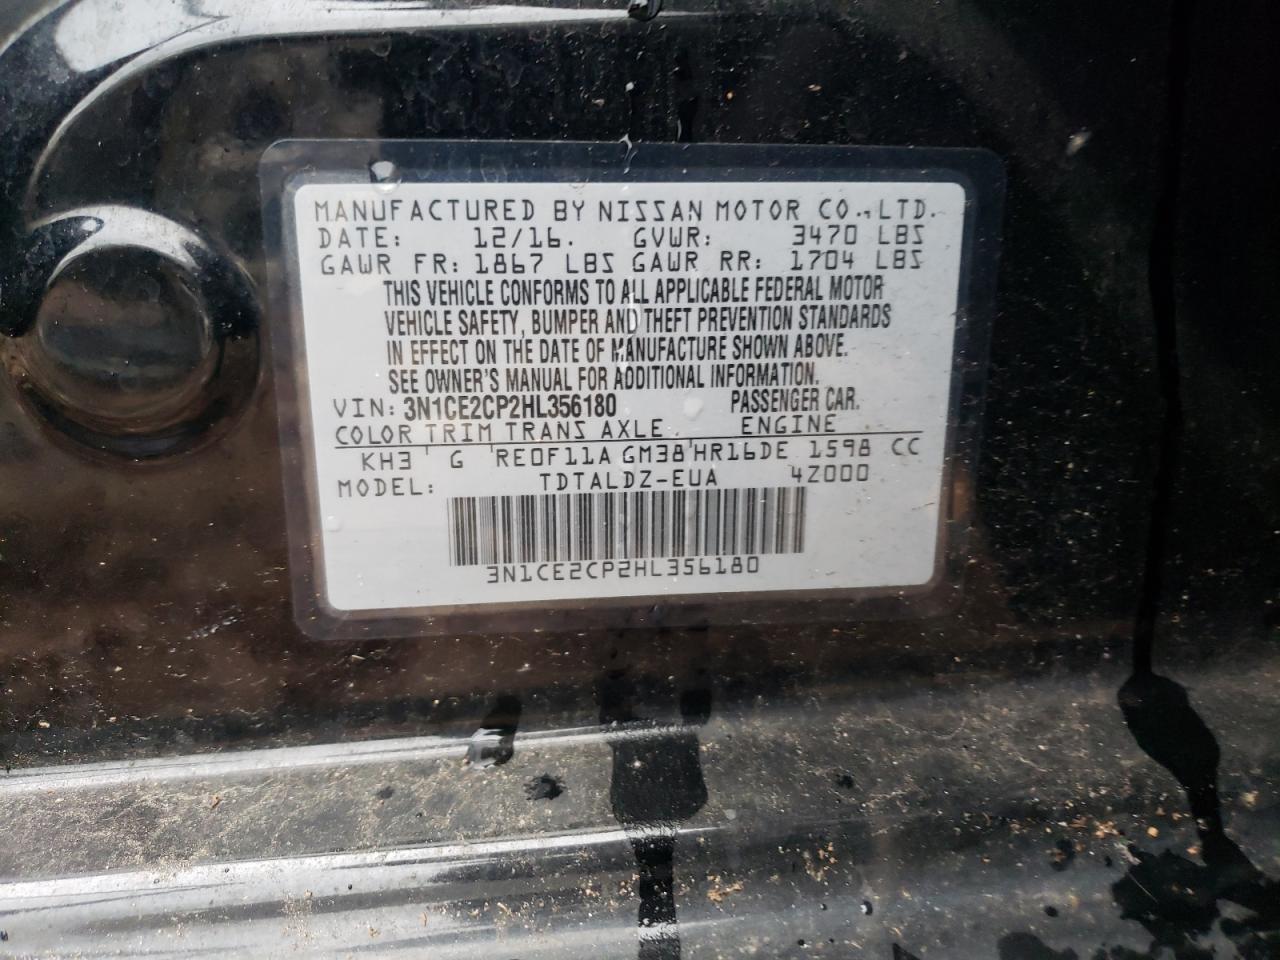 MANUFACTURED BY NISSAN MOTOR CO., LTD.
DATE: 12/16. GVWR: 3470 LBS
GAWR FR: 1867 LBS GAWR RR: 1704 LBS
THIS VEHICLE CONFORMS TO ALL APPLICABLE FEDERAL MOTOR
VEHICLE SAFETY, BUMPER AND THEFT PREVENTION STANDARDS
IN EFFECT ON THE DATE OF MANUFACTURE SHOWN ABOVE.
SEE OWNER'S MANUAL FOR ADDITIONAL INFORMATION.
VIN: 3N1CE2CP2HL356180 PASSENGER CAR.
COLOR TRIM TRANS AXLE ENGINE
KH3 ' G 'RE0F11A GM38'HR16DE 1598 CC
MODEL: TDTALDZ-EUA 4Z000
3N1CE2CP2HL356180